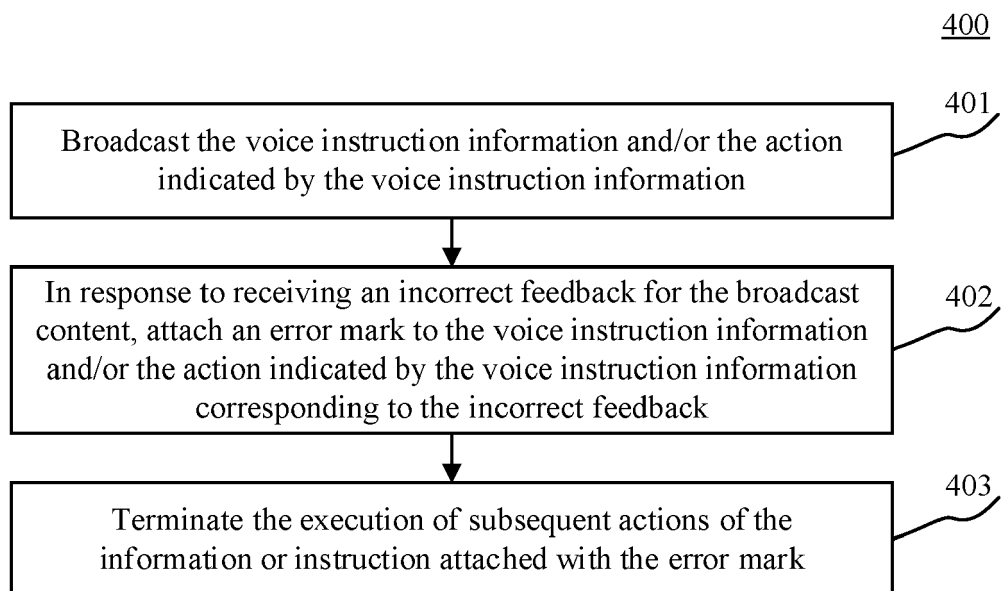 400
401
Broadcast the voice instruction information and/or the action
indicated by the voice instruction information
In response to receiving an incorrect feedback for the broadcast
content, attach an error mark to the voice instruction information
and/or the action indicated by the voice instruction information
corresponding to the incorrect feedback
402
Terminate the execution of subsequent actions of the
information or instruction attached with the error mark
403